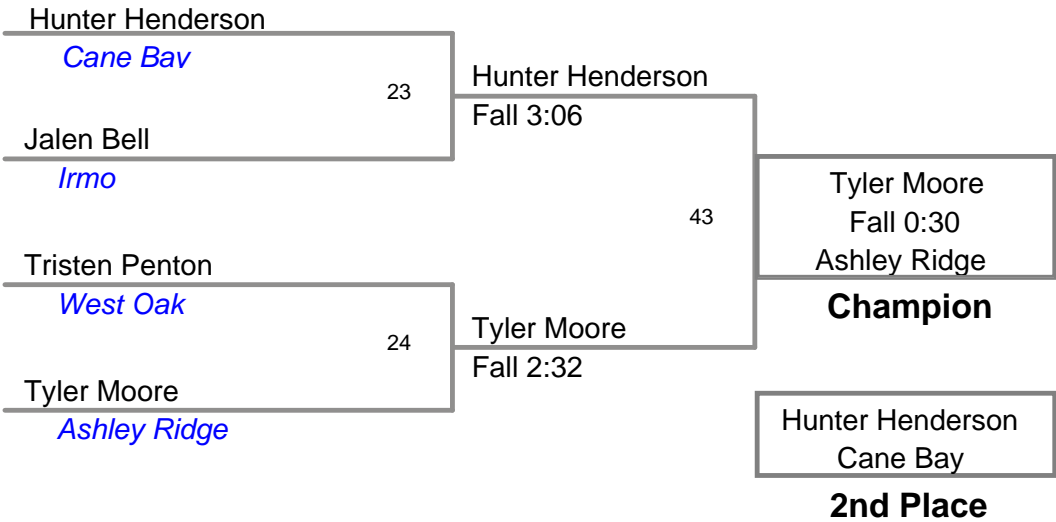 Hunter Henderson
Cane Bay
23
Hunter Henderson
Fall 3:06
Jalen Bell
Irmo
Tyler Moore
Fall 0:30
Ashley Ridge
Champion
43
Tristen Penton
West Oak
24
Tyler Moore
Fall 2:32
Tyler Moore
Ashley Ridge
Hunter Henderson
Cane Bay
2nd Place